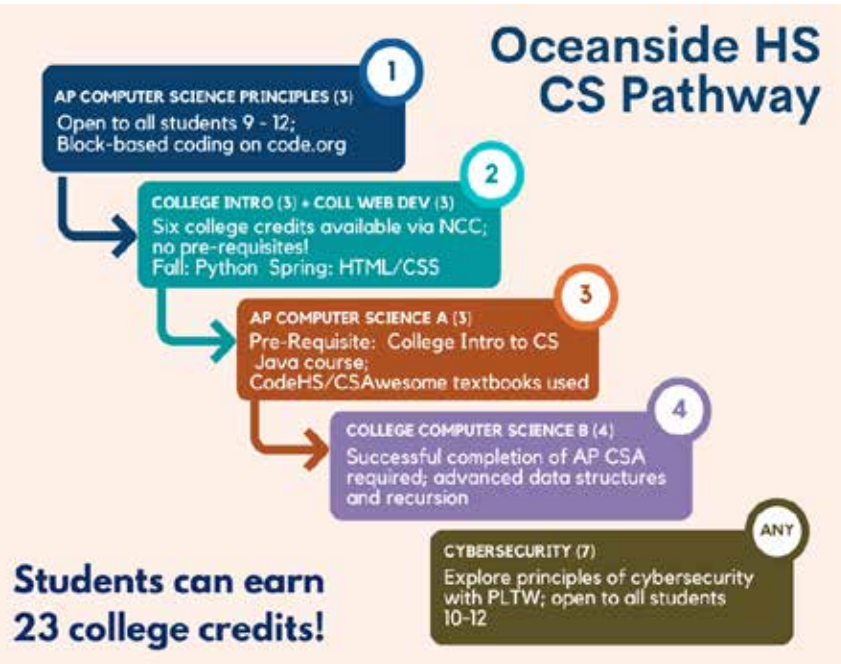 Oceanside HS
CS Pathway
1
AP COMPUTER SCIENCE PRINCIPLES (3)
Open to all students 9 - 12;
Block-based coding on code.org
2
COLLEGE INTRO (3) + COLL WEB DEV (3)
Six college credits available via NCC;
no pre-requisites!
Fall: Python Spring: HTML/CSS
3
AP COMPUTER SCIENCE A (3)
Pre-Requisite: College Intro to CS
Java course;
CodeHS/CSAwesome textbooks used
4
COLLEGE COMPUTER SCIENCE B (4)
Successful completion of AP CSA
required; advanced data structures
and recursion
ANY
CYBERSECURITY (7)
Explore principles of cybersecurity
with PLTW; open to all students
10-12
Students can earn
23 college credits!